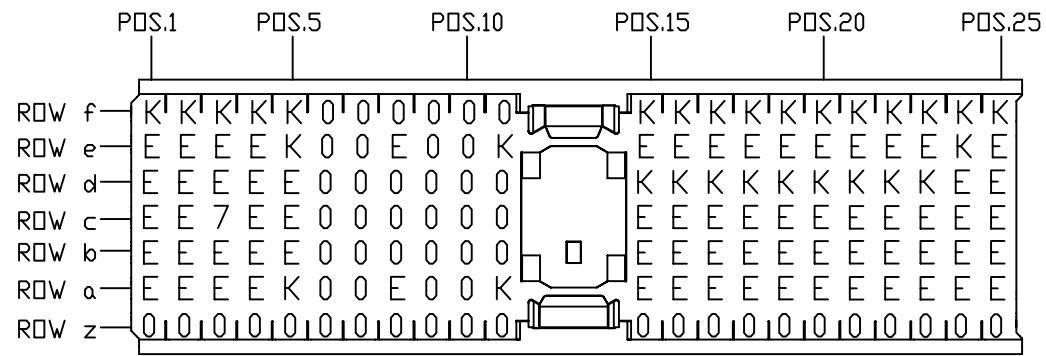 POS.1 POS.5 POS.10 POS.15 POS.20 POS.25
ROW f K K K K K 0 0 0 0 0 0 K K K K K K K K K K K
ROW e E E E E K 0 0 E 0 0 K E E E E E E E E E K E
ROW d E E E E E 0 0 0 0 0 0 K K K K K K K K K E E
ROW c E E 7 E E 0 0 0 0 0 0 E E E E E E E E E E E
ROW b E E E E E 0 0 0 0 0 0 E E E E E E E E E E E
ROW a E E E E K 0 0 E 0 0 K E E E E E E E E E E E
ROW z 0 0 0 0 0 0 0 0 0 0 0 0 0 0 0 0 0 0 0 0 0 0